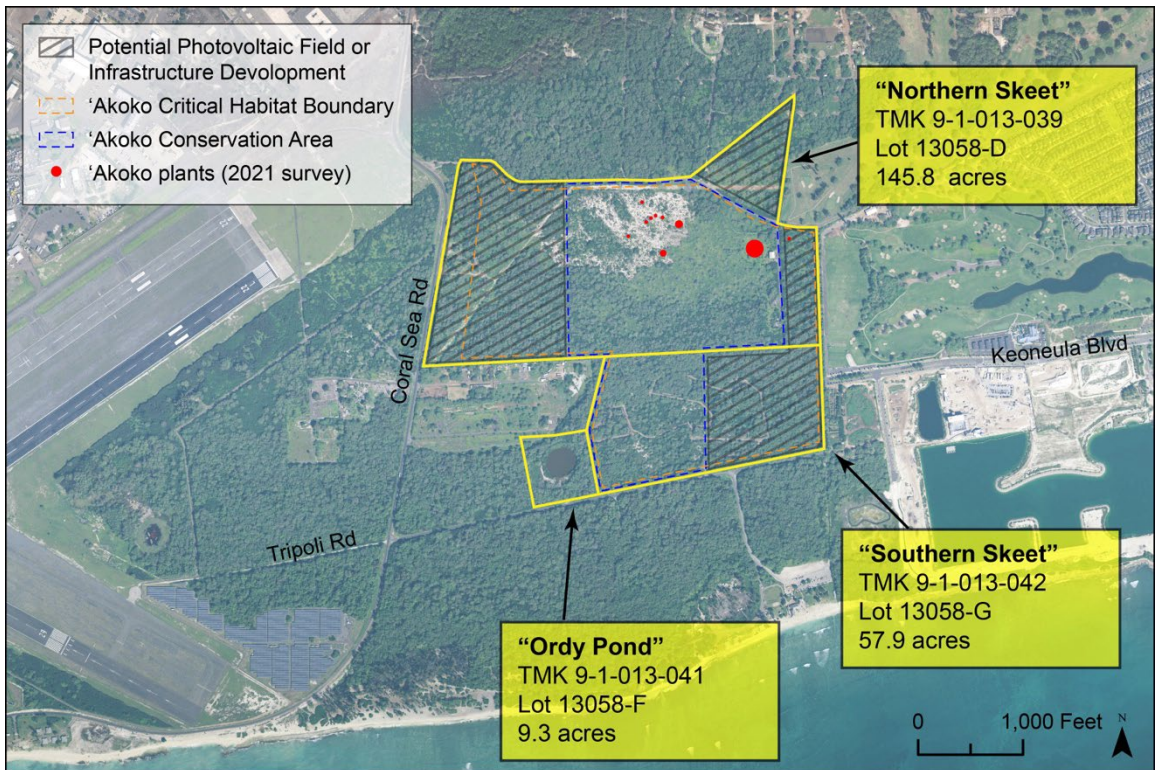 Potential Photovoltaic Field or
Infrastructure Devolopment
‘Akoko Critical Habitat Boundary
‘Akoko Conservation Area
‘Akoko plants (2021 survey)
“Northern Skeet”
TMK 9-1-013-039
Lot 13058-D
145.8 acres
Coral Sea Rd
Keoneula Blvd
Tripoli Rd
“Southern Skeet”
TMK 9-1-013-042
Lot 13058-G
57.9 acres
“Ordy Pond”
TMK 9-1-013-041
Lot 13058-F
9.3 acres
0 1,000 Feet
N